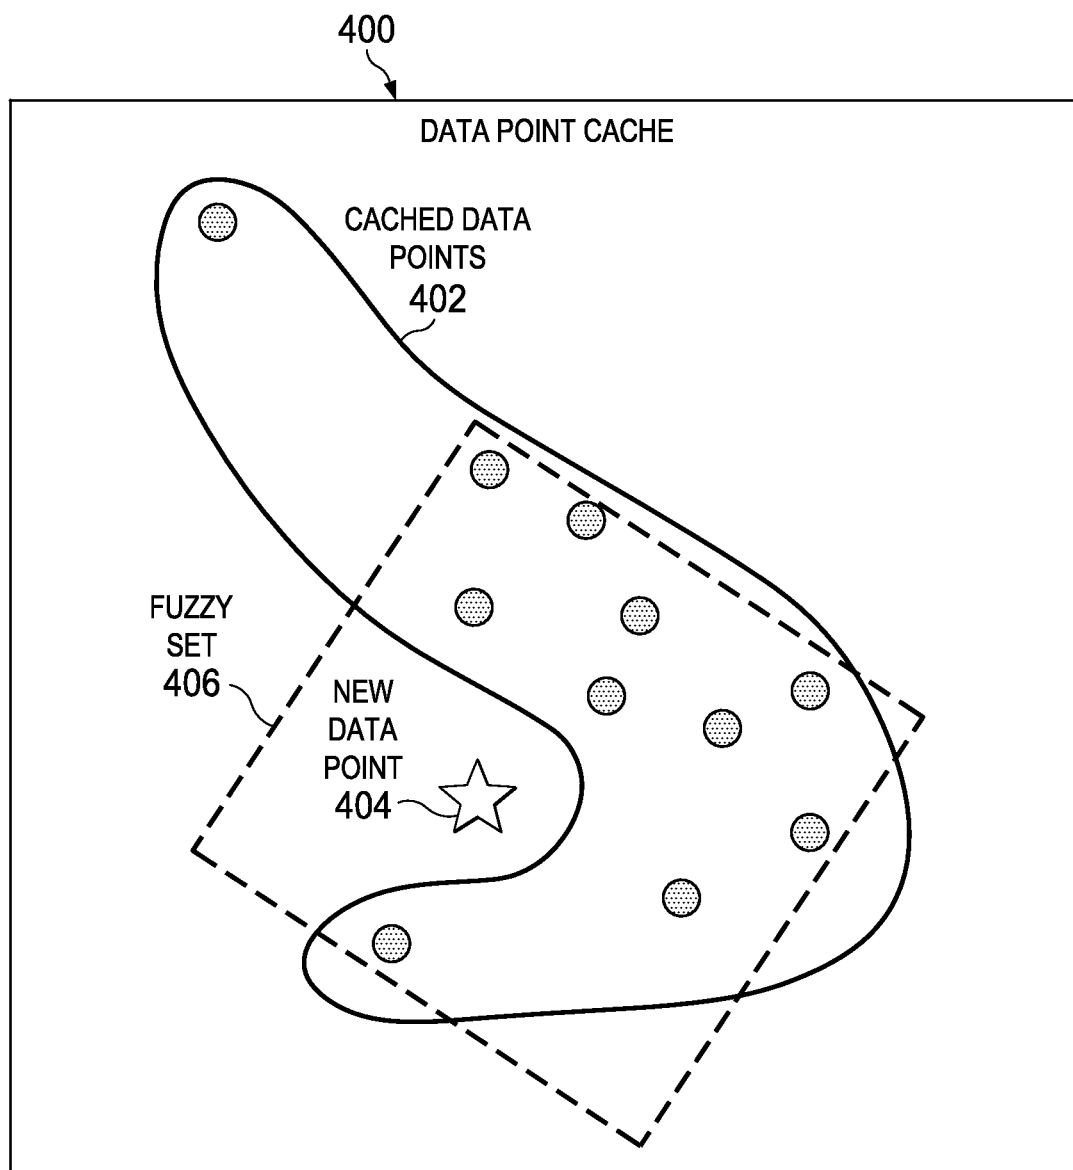 400
DATA POINT CACHE
CACHED DATA
POINTS
402
FUZZY
SET
406
NEW
DATA
POINT
404